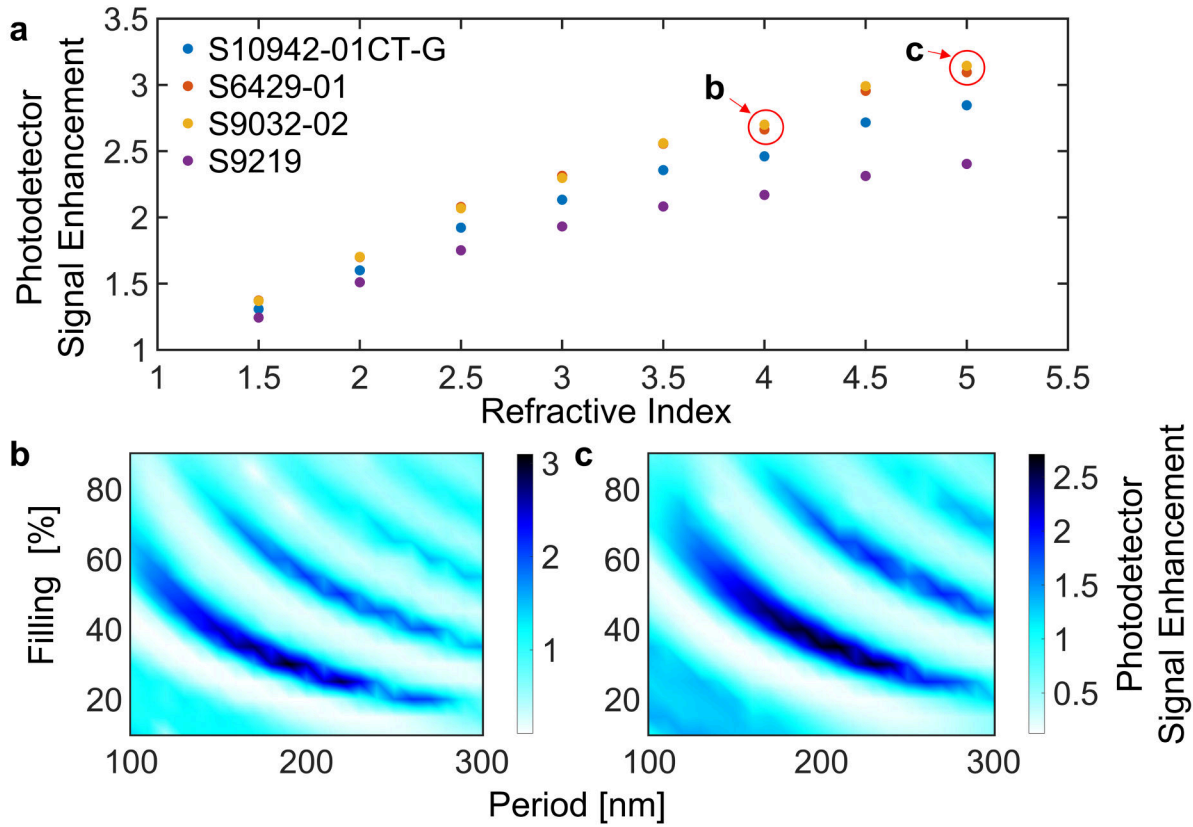 a
Photodetector
Signal Enhancement
3.5
3
2.5
2
1.5
1
S10942-01CT-G
S6429-01
S9032-02
S9219
b
c
1 1.5 2 2.5 3 3.5 4 4.5 5 5.5
Refractive Index
b
Filling [%]
80
60
40
20
100 200 300
3
2
1
c
80
60
40
20
100 200 300
2.5
2
1.5
1
0.5
Photodetector
Signal Enhancement
Period [nm]